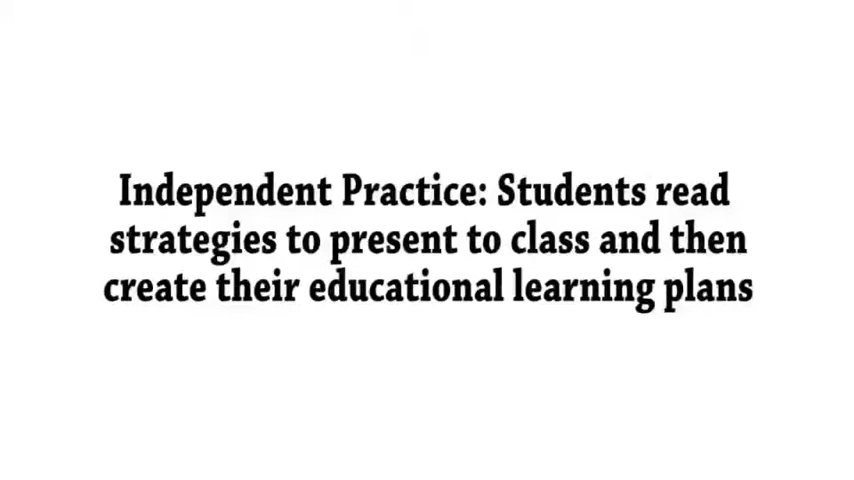 Independent Practice: Students read
strategies to present to class and then
create their educational learning plans